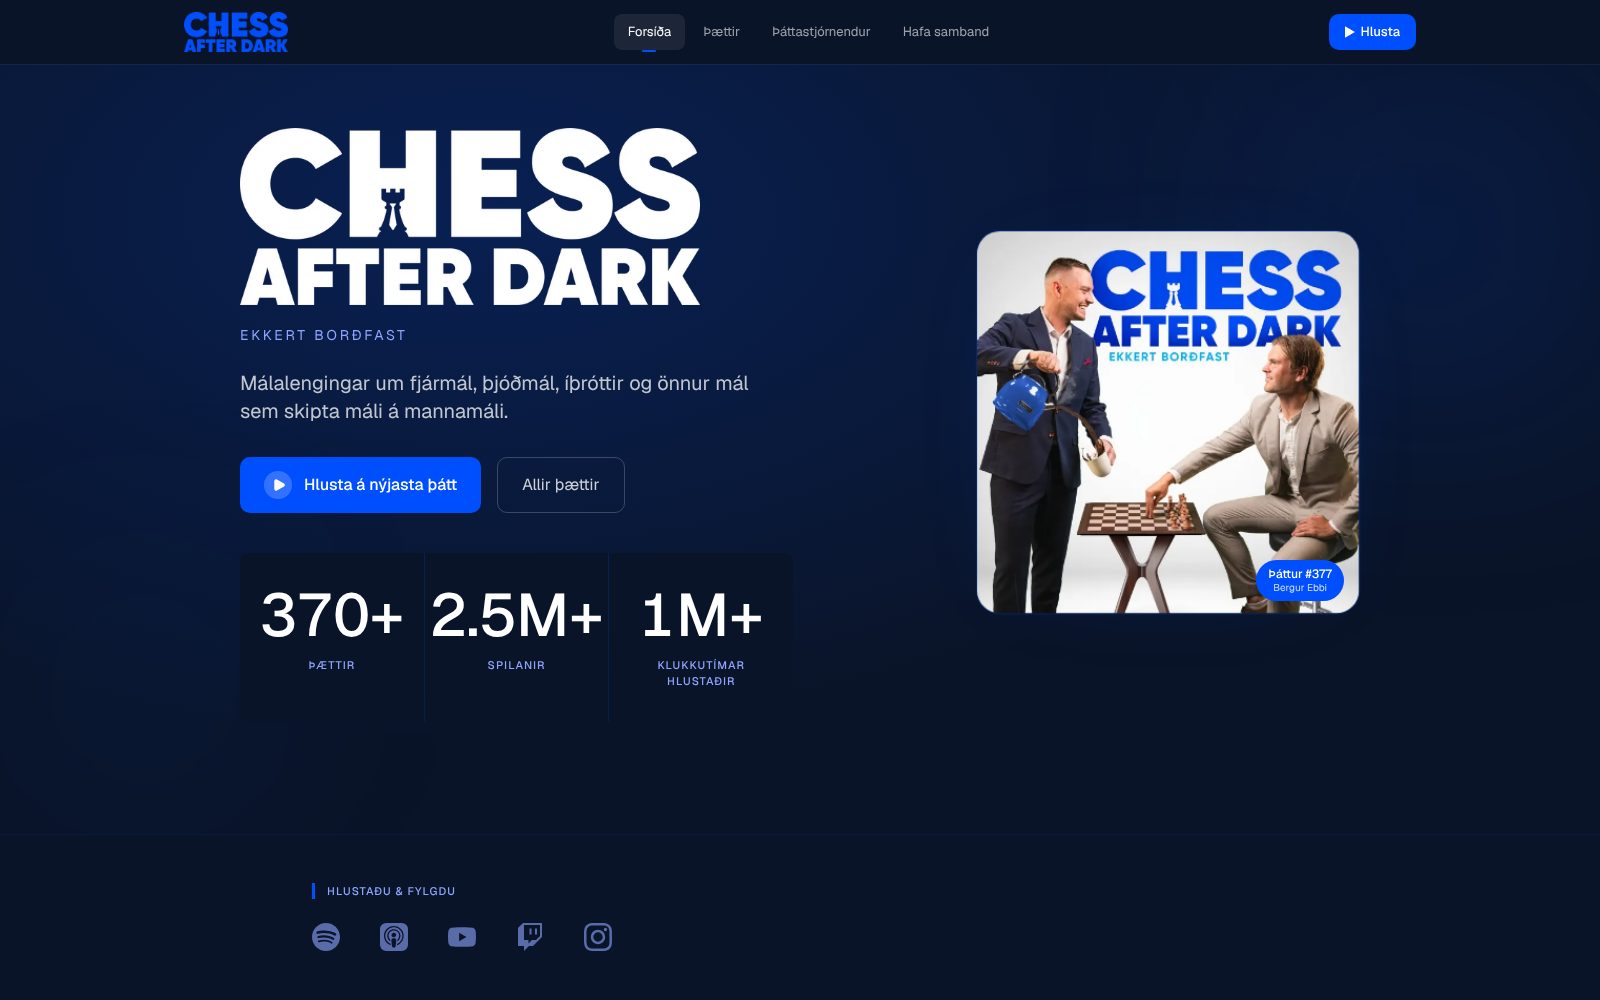 CHESS
AFTER DARK
Forsíða
Þættir
Þáttastjórnendur
Hafa samband
Hlusta
CHESS
AFTER DARK
EKKERT BORÐFAST
Málalengingar um fjármál, þjóðmál, íþróttir og önnur mál
sem skipta máli á mannamáli.
Hlusta á nýjasta þátt
Allir þættir
370+
ÞÆTTIR
2.5M+
SPILANIR
1M+
KLUKKUTÍMAR
HLUSTAÐIR
CHESS
AFTER DARK
EKKERT BORÐFAST
Þáttur #377
Bergur Ebbi
HLUSTAÐU & FYLGDU